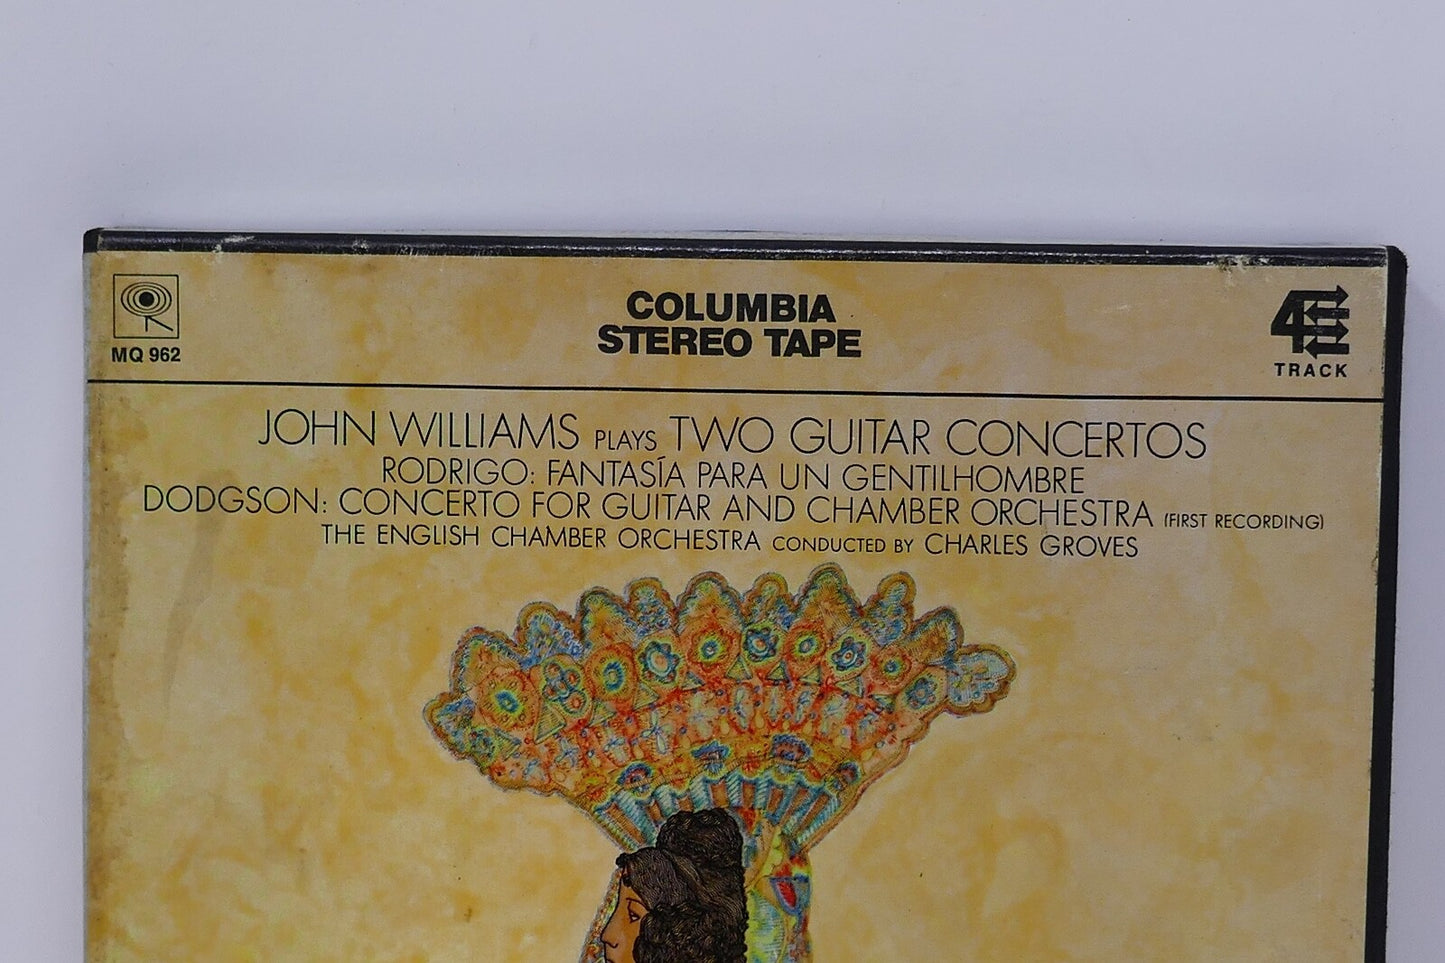 COLUMBIA
STEREO TAPE
MQ 962
4
TRACK
JOHN WILLIAMS PLAYS TWO GUITAR CONCERTOS
RODRIGO: FANTASÍA PARA UN GENTILHOMBRE
DODGSON: CONCERTO FOR GUITAR AND CHAMBER ORCHESTRA (FIRST RECORDING)
THE ENGLISH CHAMBER ORCHESTRA CONDUCTED BY CHARLES GROVES